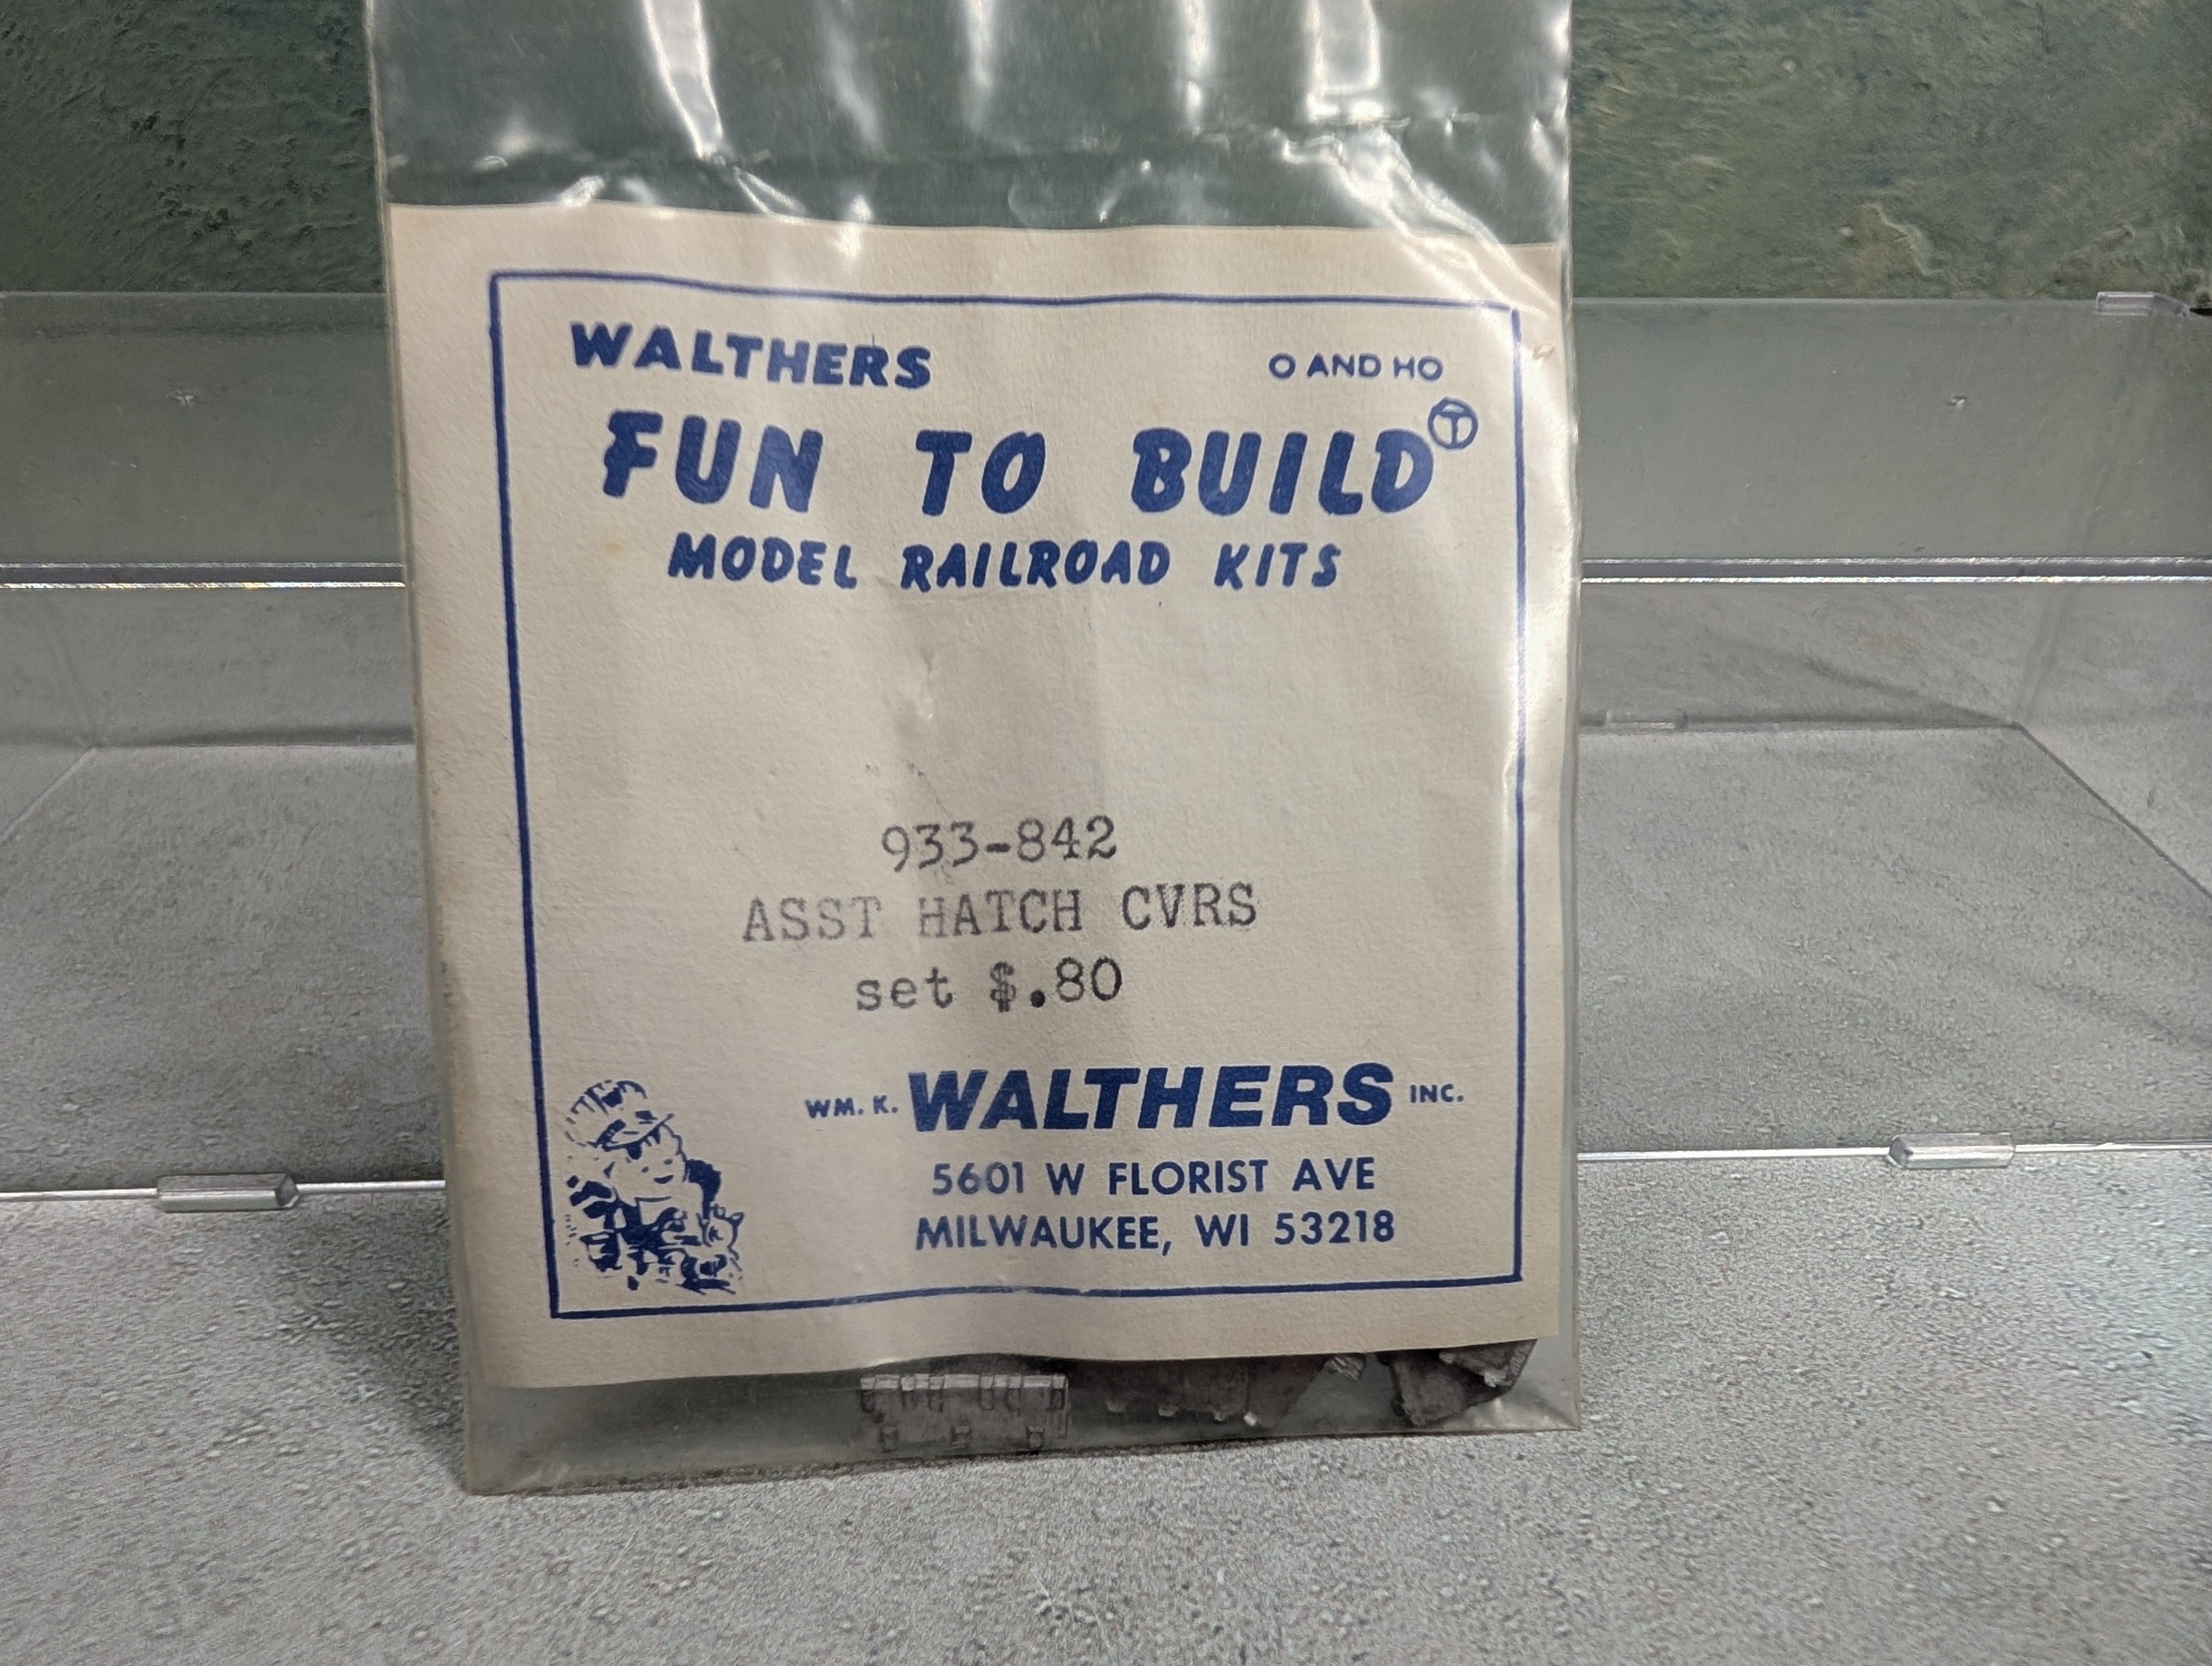 WALTHERS O AND HO
FUN TO BUILD Ⓣ
MODEL RAILROAD KITS
933-842
ASST HATCH CVRS
set $.80
WM. K. WALTHERS INC.
5601 W FLORIST AVE
MILWAUKEE, WI 53218